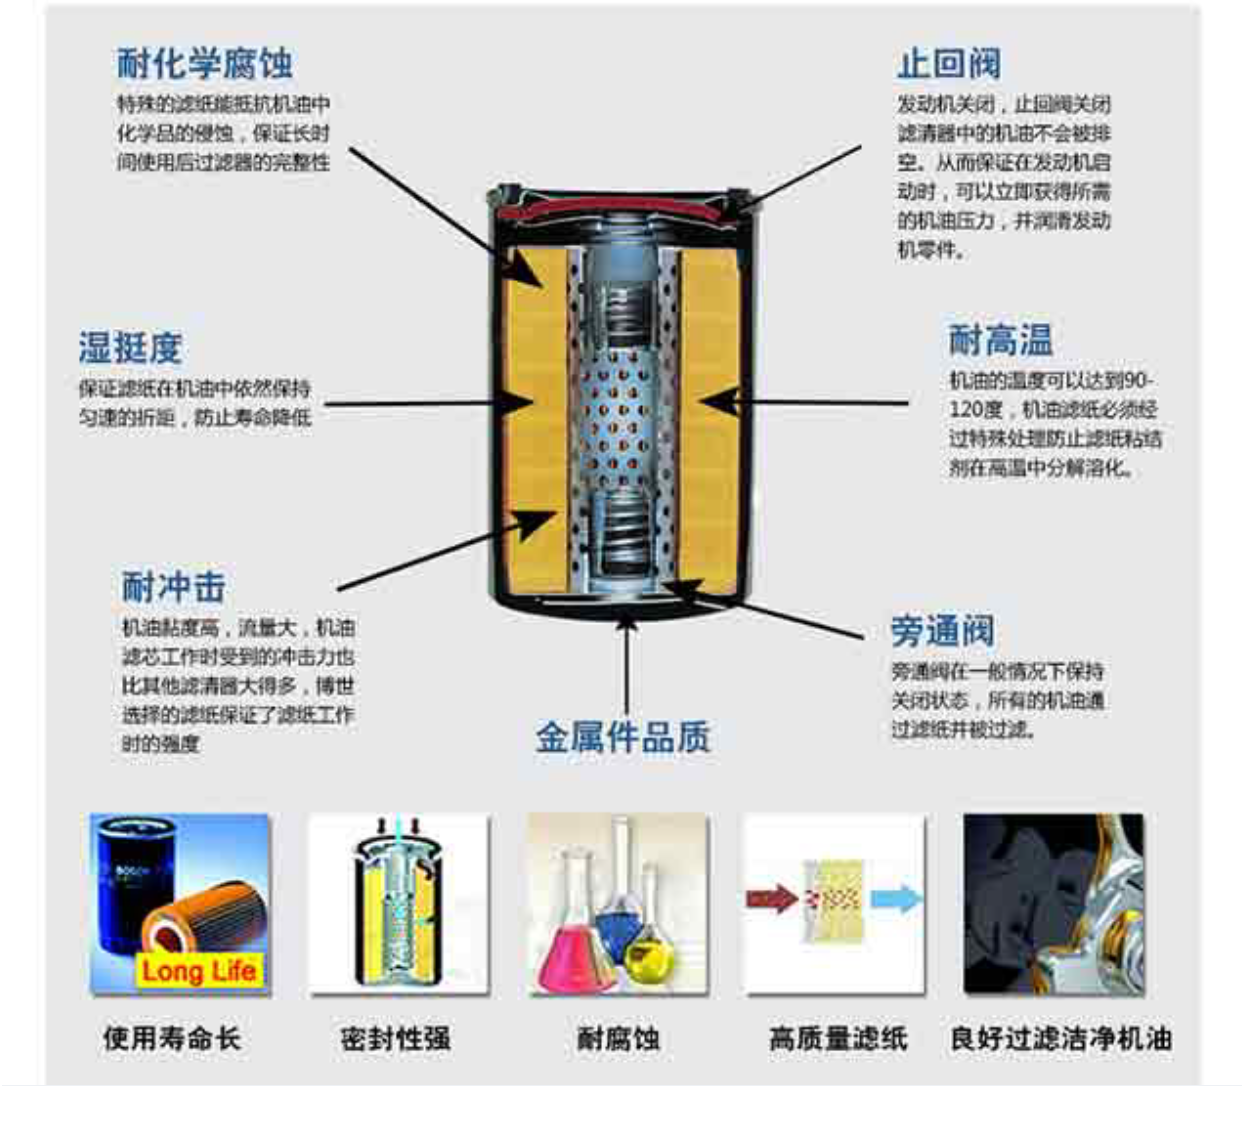 耐化学腐蚀
特殊的滤纸能抵抗机油中
化学品的侵蚀，保证长时
间使用后过滤器的完整性
止回阀
发动机关闭，止回阀关闭
滤清器中的机油不会被排
空。从而保证在发动机启
动时，可以立即获得所需
的机油压力，并润滑发动
机零件。
湿挺度
保证滤纸在机油中依然保持
匀速的折距，防止寿命降低
耐高温
机油的温度可以达到90-
120度，机油滤纸必须经
过特殊处理防止滤纸粘结
剂在高温中分解溶化。
耐冲击
机油黏度高，流量大，机油
滤芯工作时受到的冲击力也
比其他滤清器大得多，博世
选择的滤纸保证了滤纸工作
时的强度
旁通阀
旁通阀在一般情况下保持
关闭状态，所有的机油通
过滤纸并被过滤。
金属件品质
BOSCH
Long Life
使用寿命长
密封性强
耐腐蚀
高质量滤纸
良好过滤洁净机油